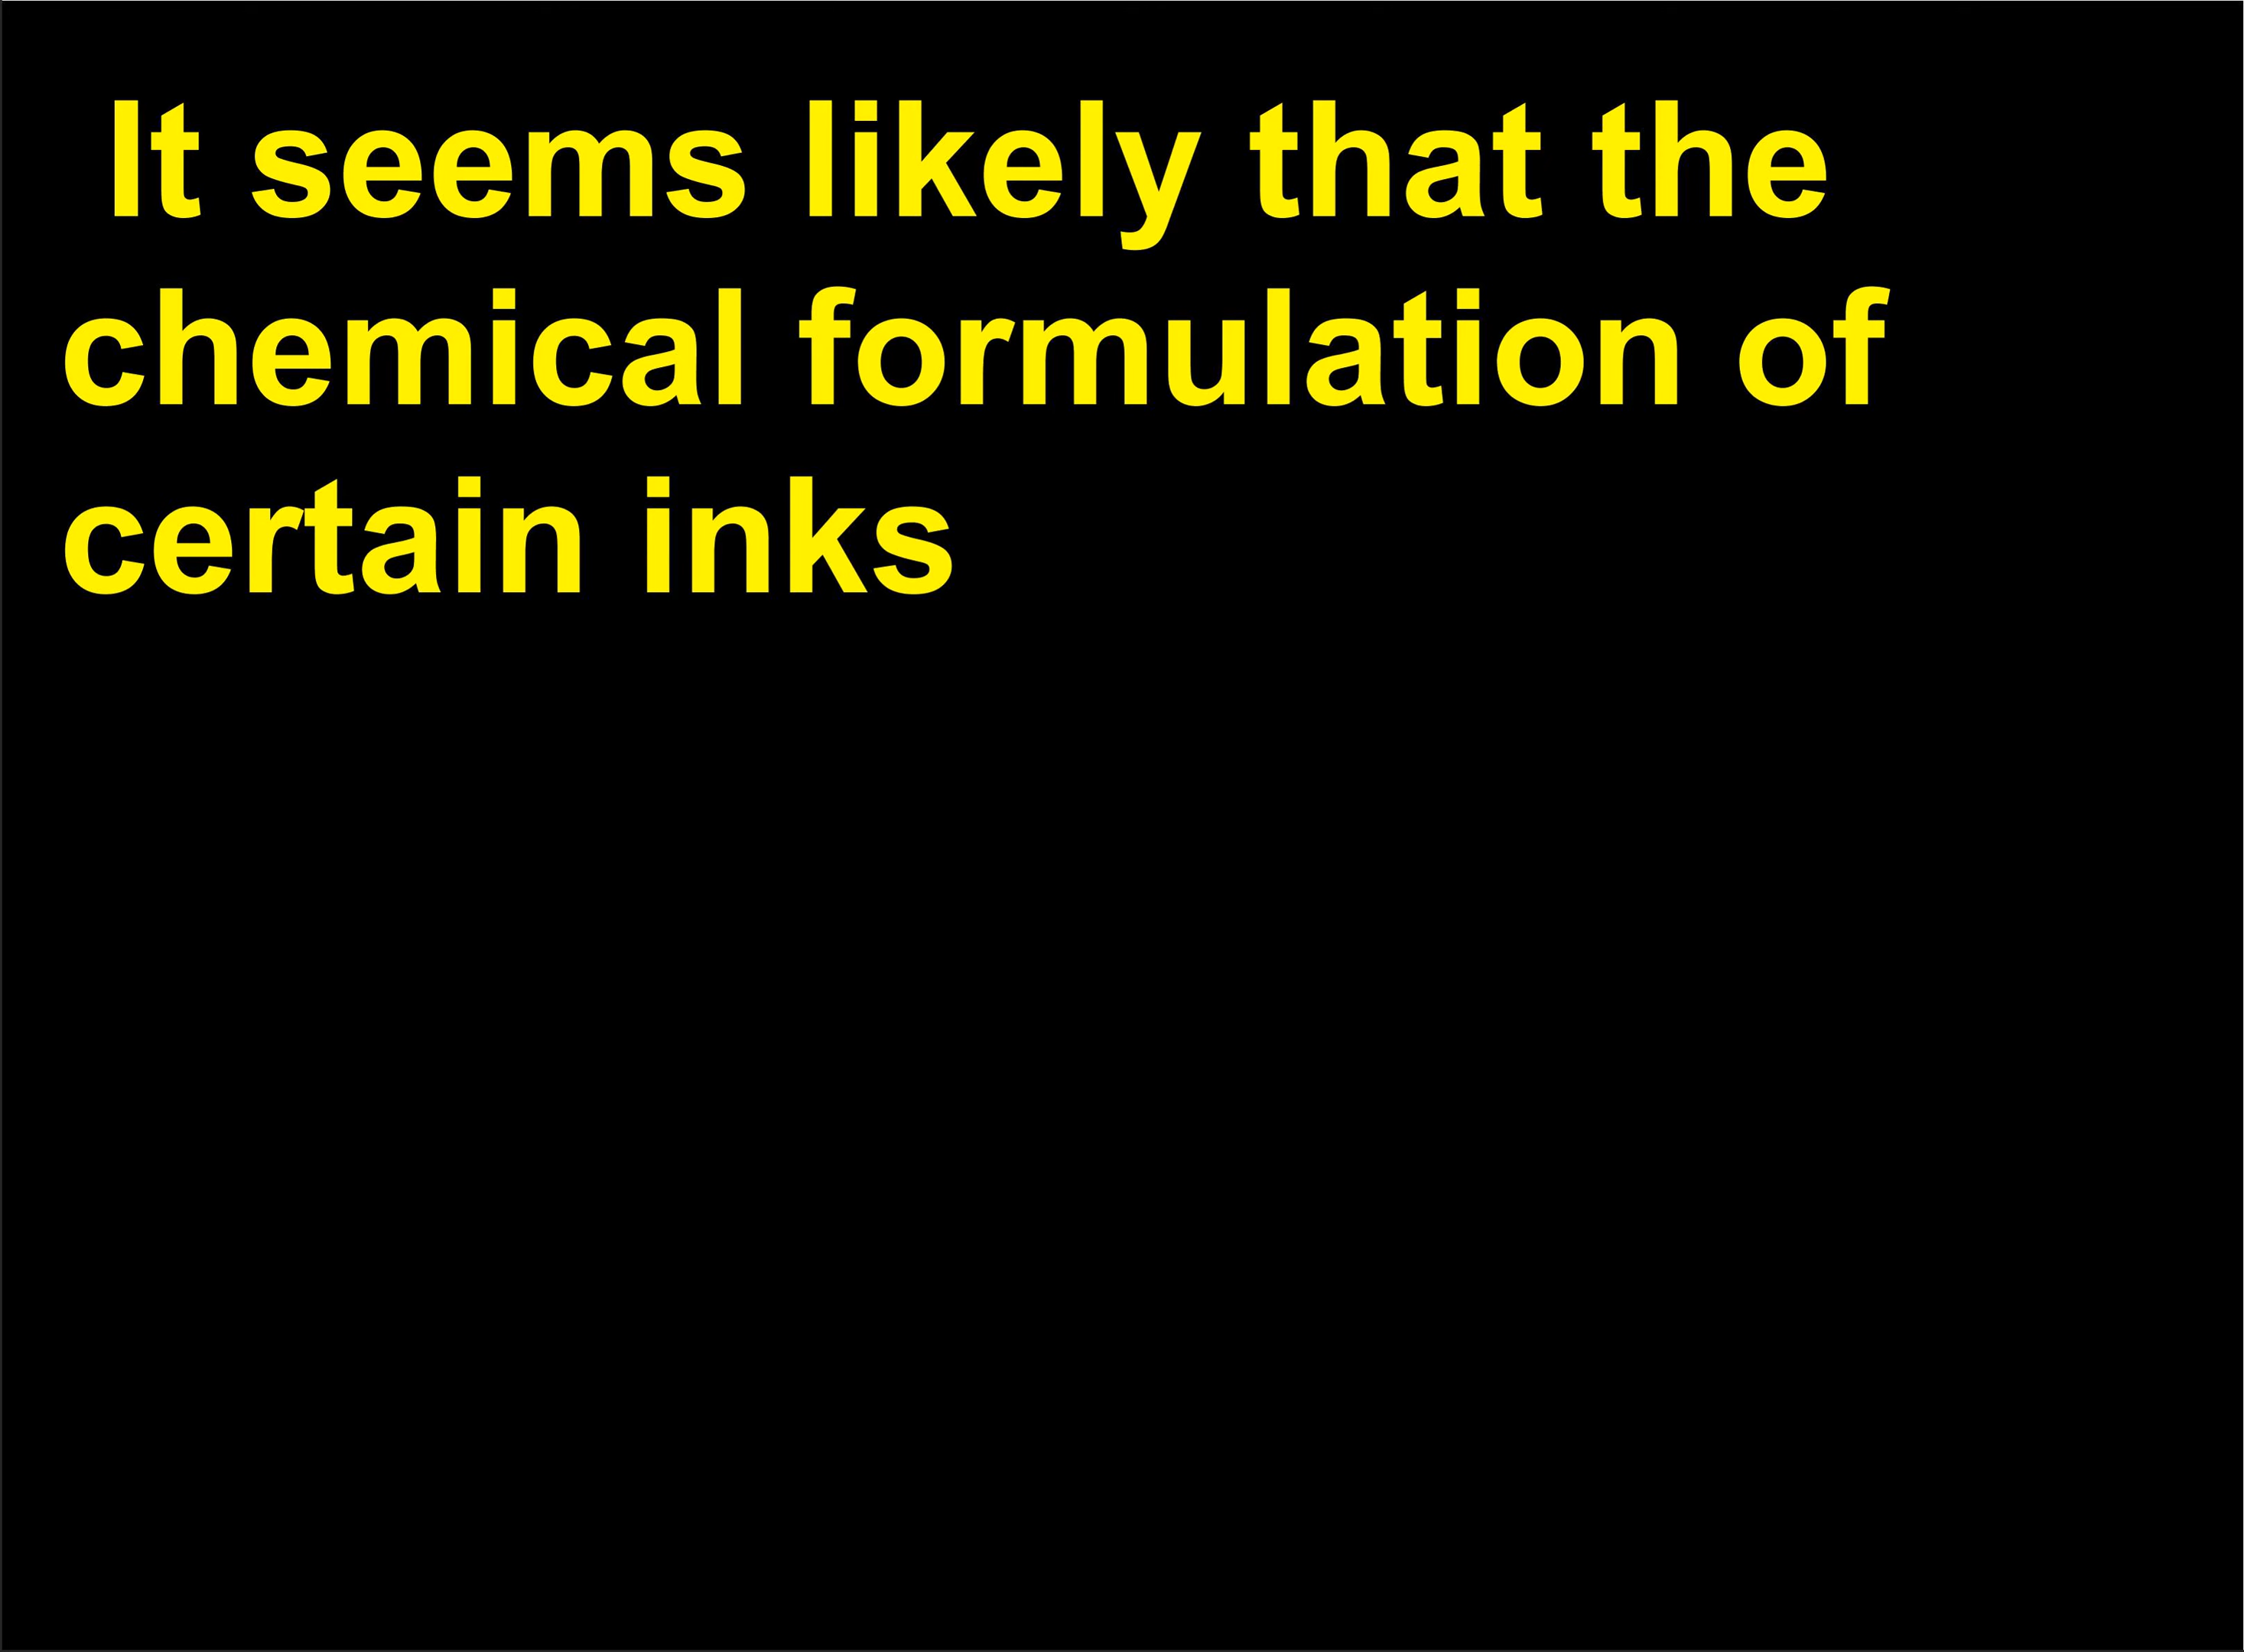 It seems likely that the
chemical formulation of
certain inks